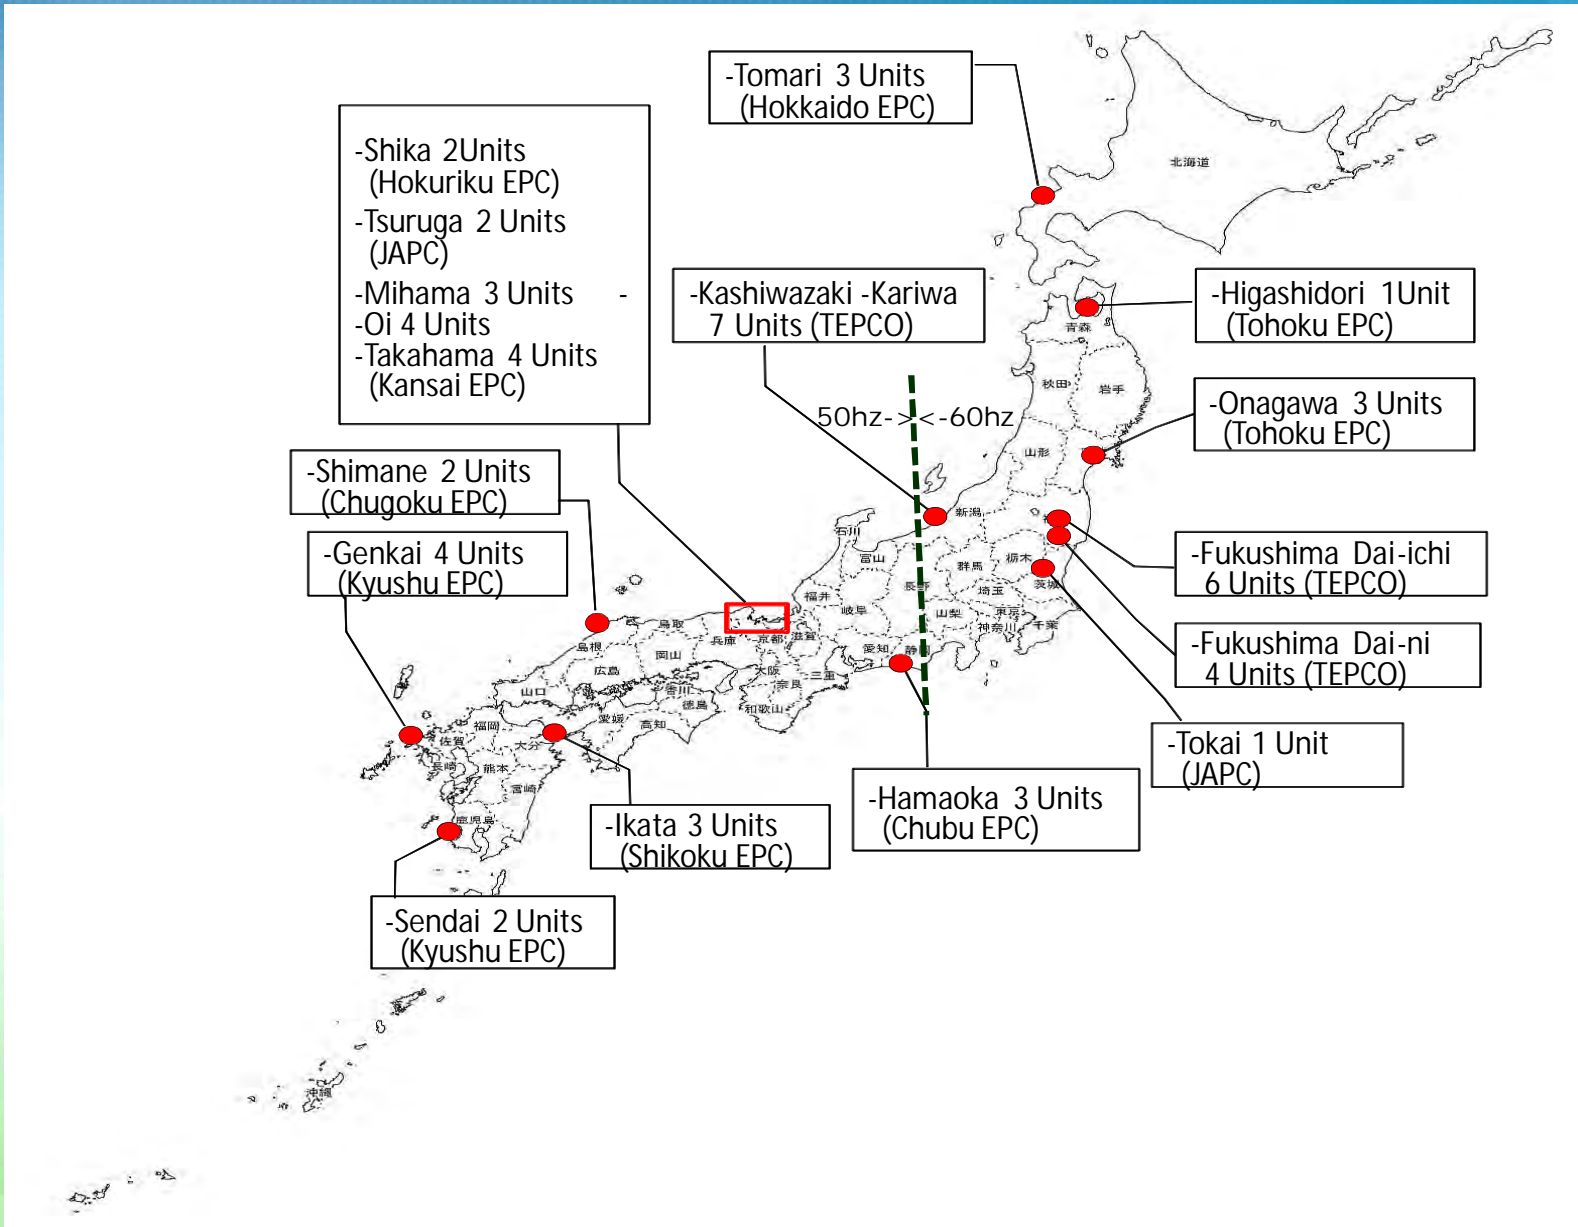 -Tomari 3 Units
(Hokkaido EPC)
-Shika 2Units
(Hokuriku EPC)
-Tsuruga 2 Units
(JAPC)
-Mihama 3 Units -
-Oi 4 Units
-Takahama 4 Units
(Kansai EPC)
-Kashiwazaki -Kariwa
7 Units (TEPCO)
-Higashidori 1Unit
(Tohoku EPC)
-Onagawa 3 Units
(Tohoku EPC)
50hz-> <-60hz
-Shimane 2 Units
(Chugoku EPC)
-Genkai 4 Units
(Kyushu EPC)
-Fukushima Dai-ichi
6 Units (TEPCO)
-Fukushima Dai-ni
4 Units (TEPCO)
-Tokai 1 Unit
(JAPC)
-Hamaoka 3 Units
(Chubu EPC)
-Ikata 3 Units
(Shikoku EPC)
-Sendai 2 Units
(Kyushu EPC)
北海道
青森
秋田
岩手
山形
新潟
石川
富山
福井
岐阜
長野
群馬
栃木
茨城
埼玉
山梨
東京
神奈川
千葉
愛知
静岡
滋賀
京都
兵庫
鳥取
島根
岡山
広島
山口
大阪
奈良
三重
和歌山
香川
徳島
愛媛
高知
福岡
佐賀
長崎
大分
熊本
宮崎
鹿児島
沖縄